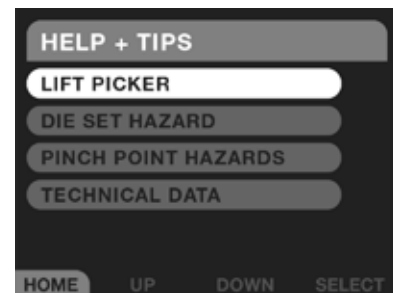 HELP + TIPS
LIFT PICKER
DIE SET HAZARD
PINCH POINT HAZARDS
TECHNICAL DATA
HOME UP DOWN SELECT